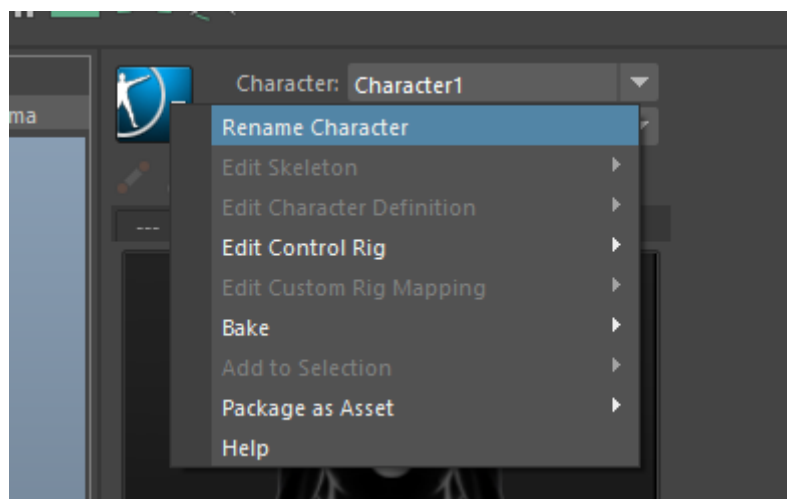 Character: Character1
ma
Rename Character
Edit Skeleton
Edit Character Definition
---
Edit Control Rig
Edit Custom Rig Mapping
Bake
Add to Selection
Package as Asset
Help